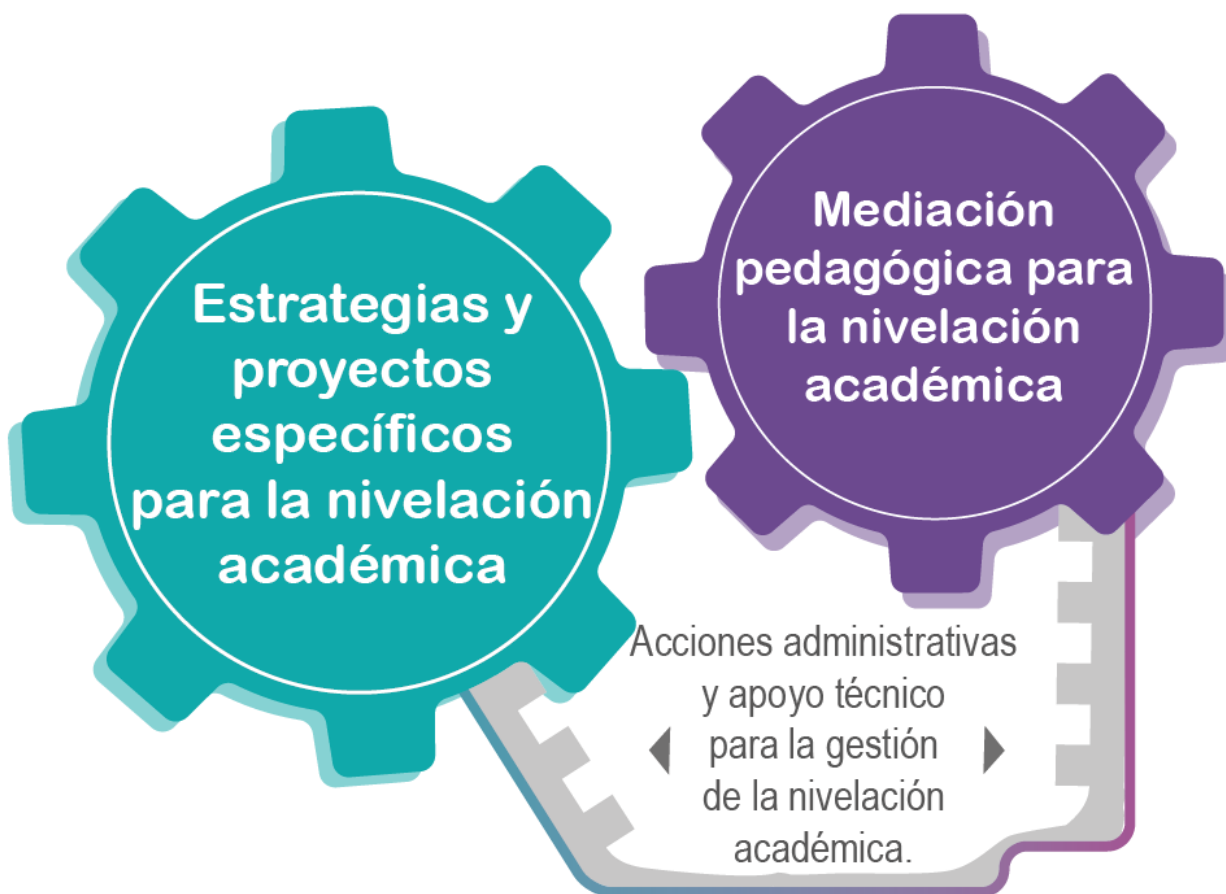 Estrategias y
proyectos
específicos
para la nivelación
académica
Mediación
pedagógica para
la nivelación
académica
Acciones administrativas
y apoyo técnico
para la gestión
de la nivelación
académica.